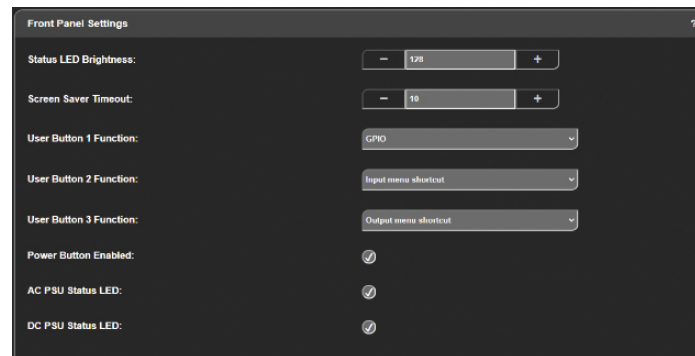 Front Panel Settings ?
Status LED Brightness: − 128 +
Screen Saver Timeout: − 10 +
User Button 1 Function: GPIO
User Button 2 Function: Input menu shortcut
User Button 3 Function: Output menu shortcut
Power Button Enabled:
AC PSU Status LED:
DC PSU Status LED: